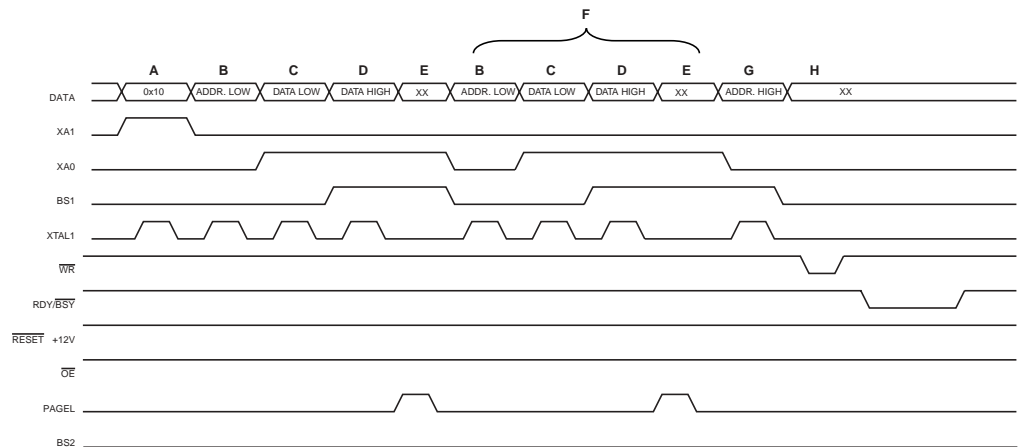 F
A B C D E B C D E G H
DATA 0x10 ADDR. LOW DATA LOW DATA HIGH XX ADDR. LOW DATA LOW DATA HIGH XX ADDR. HIGH XX
XA1
XA0
BS1
XTAL1
WR
RDY/BSY
RESET +12V
OE
PAGEL
BS2